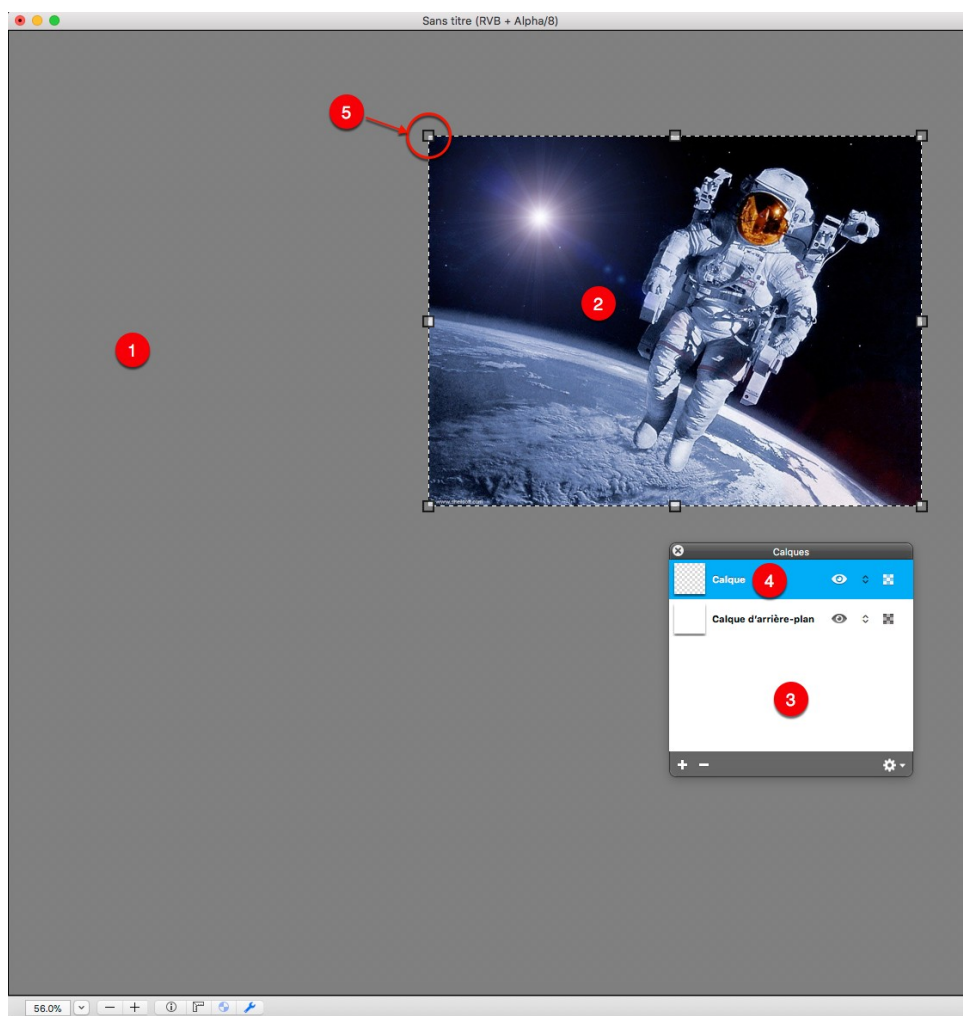 Sans titre (RVB + Alpha/8)
5
2
1
Calques
Calque 4
Calque d'arrière-plan
3
56.0%